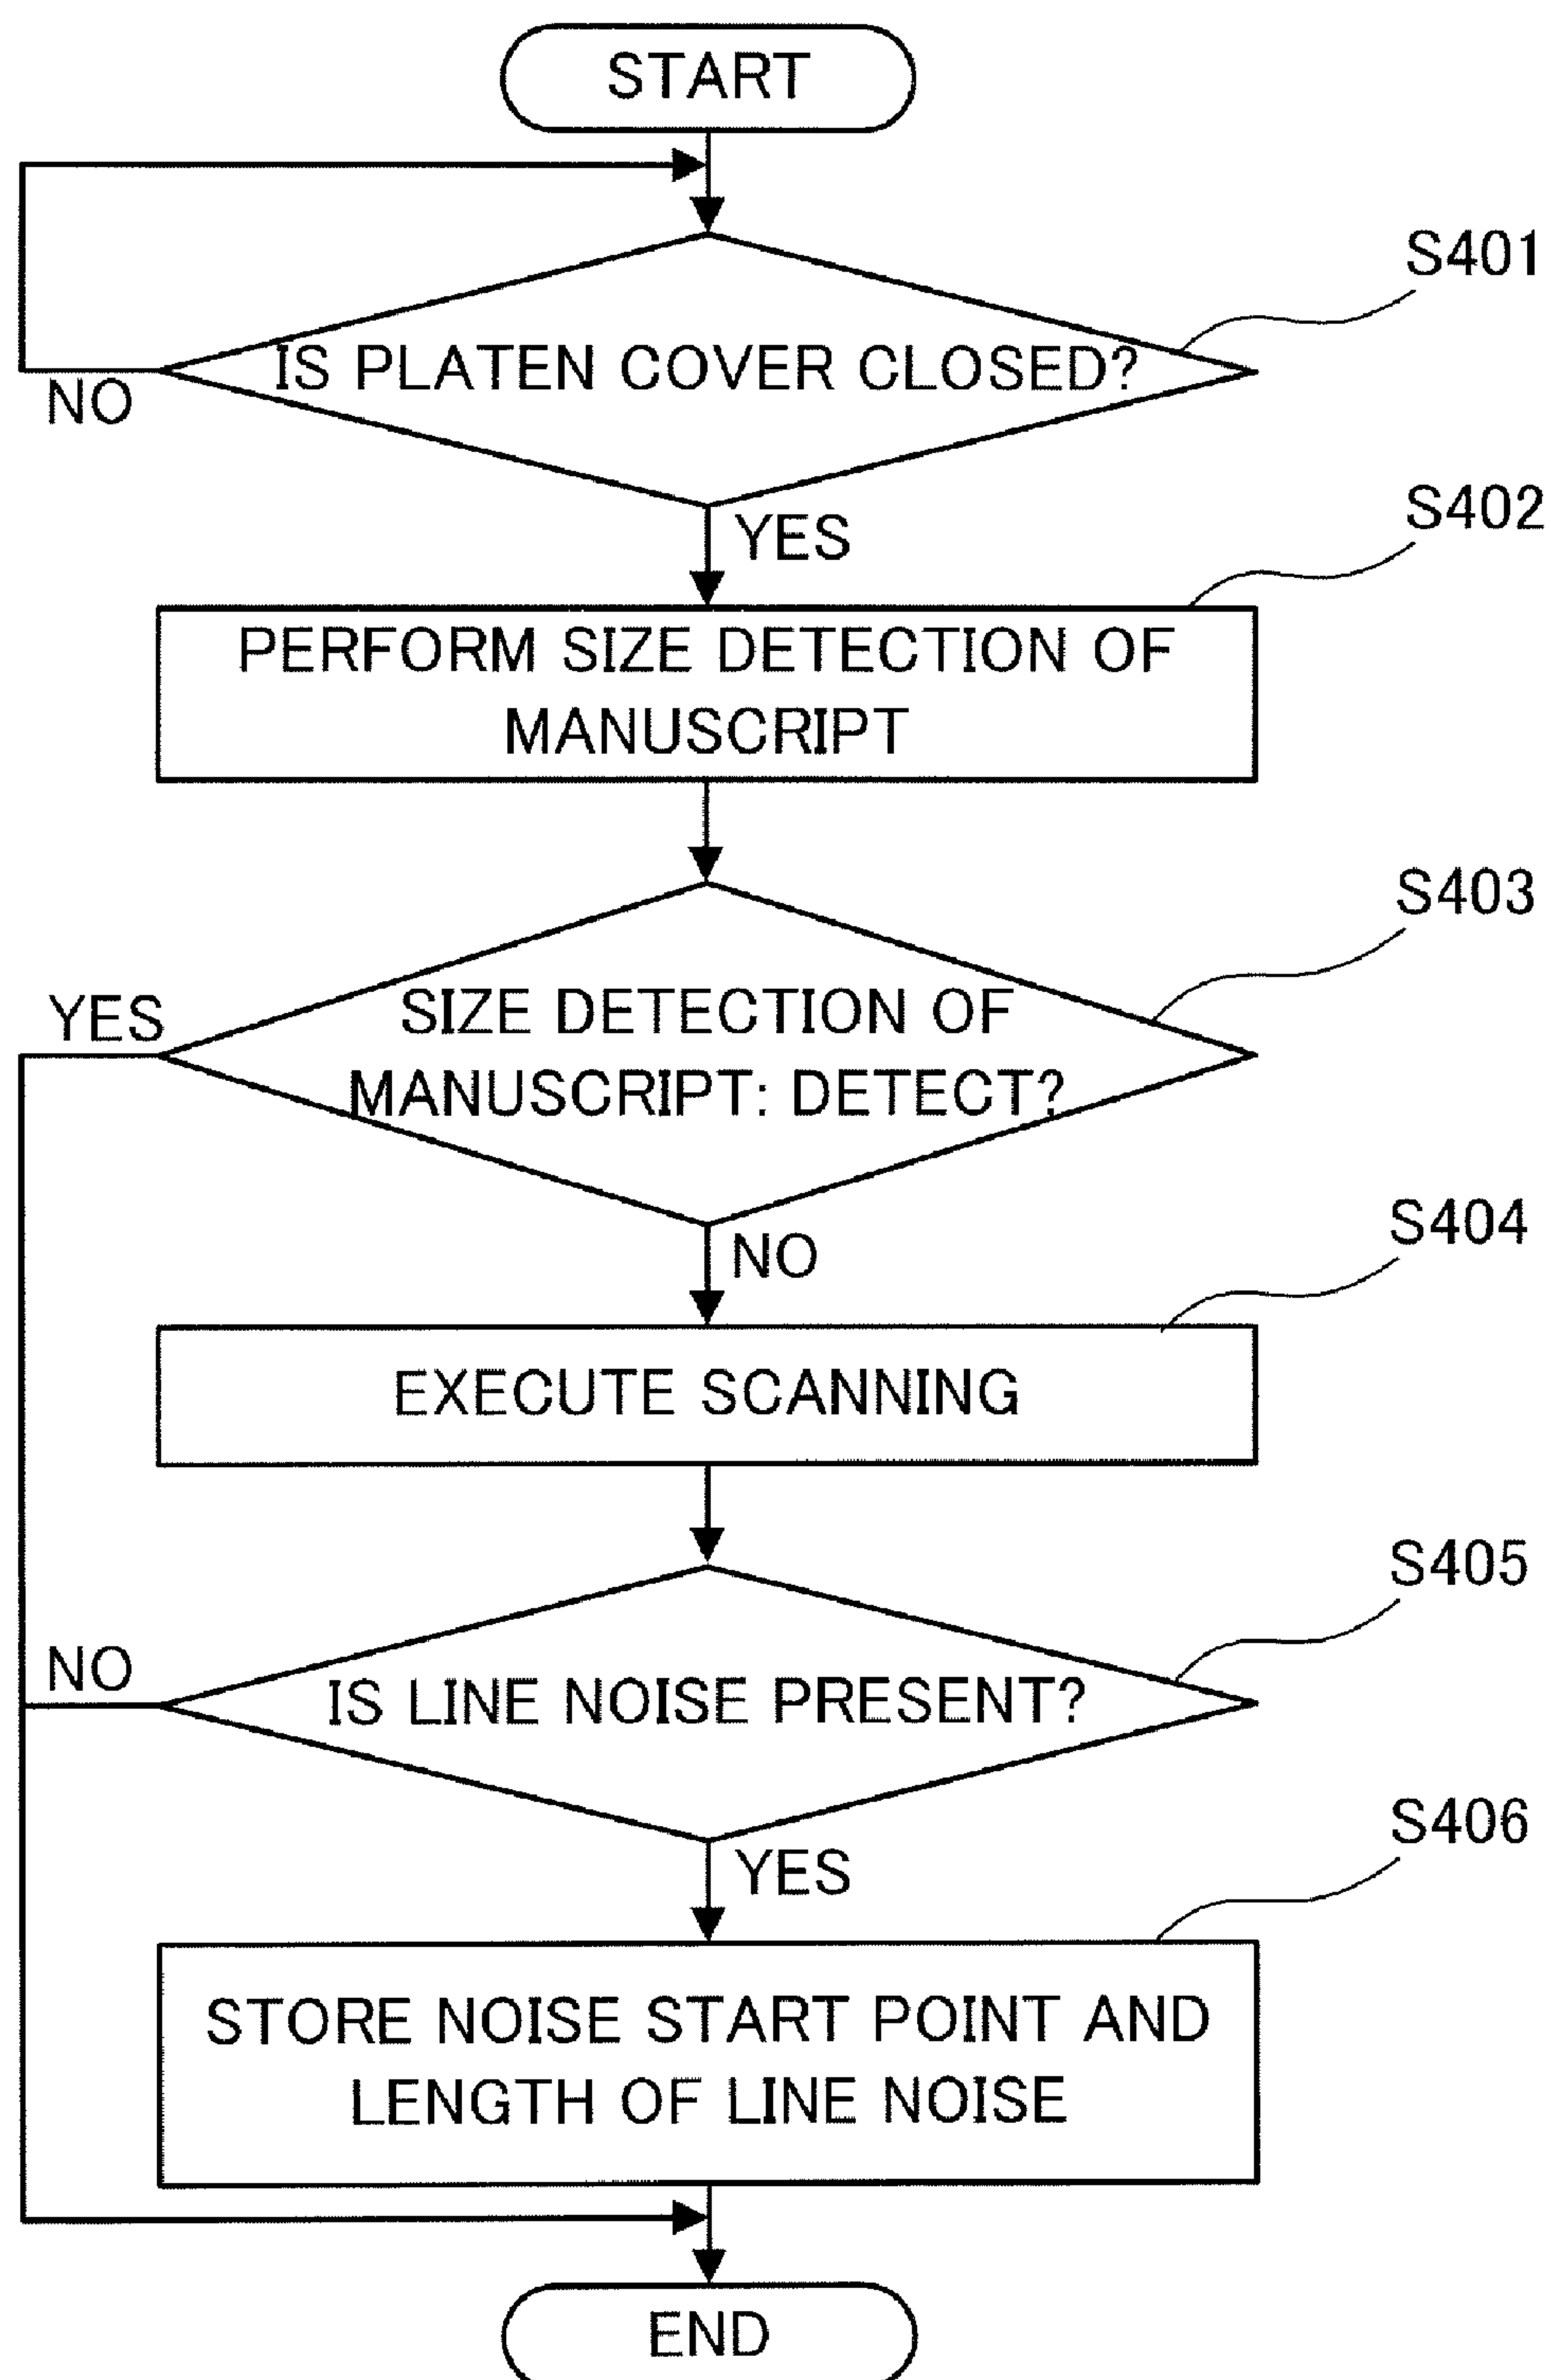 START
S401
IS PLATEN COVER CLOSED?
NO
YES
S402
PERFORM SIZE DETECTION OF
MANUSCRIPT
S403
YES
SIZE DETECTION OF
MANUSCRIPT: DETECT?
NO
S404
EXECUTE SCANNING
S405
NO
IS LINE NOISE PRESENT?
YES
S406
STORE NOISE START POINT AND
LENGTH OF LINE NOISE
END